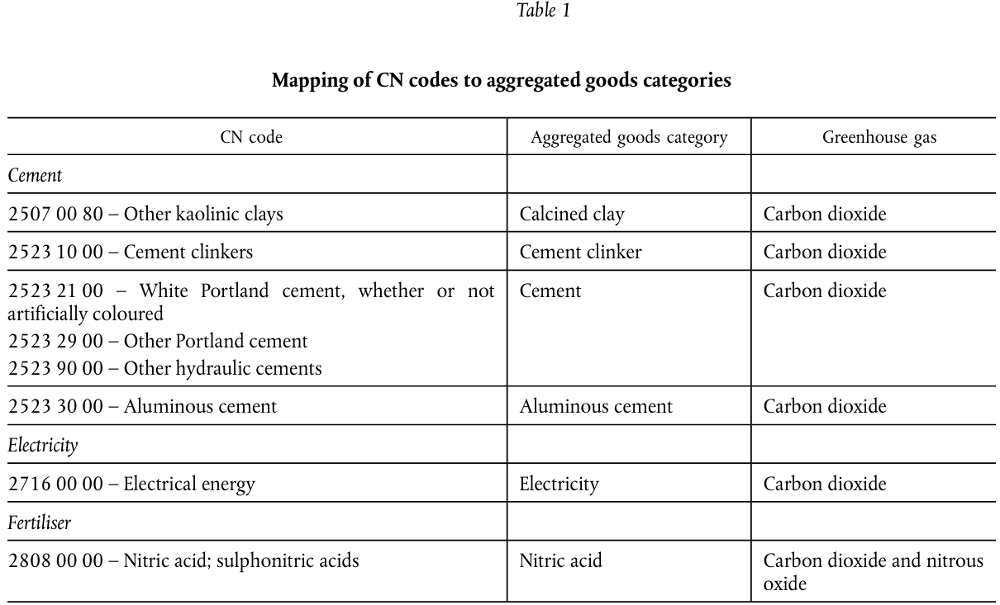 Table 1
Mapping of CN codes to aggregated goods categories
CN code Aggregated goods category Greenhouse gas
Cement
2507 00 80 – Other kaolinic clays Calcined clay Carbon dioxide
2523 10 00 – Cement clinkers Cement clinker Carbon dioxide
2523 21 00 – White Portland cement, whether or not Cement Carbon dioxide
artificially coloured
2523 29 00 – Other Portland cement
2523 90 00 – Other hydraulic cements
2523 30 00 – Aluminous cement Aluminous cement Carbon dioxide
Electricity
2716 00 00 – Electrical energy Electricity Carbon dioxide
Fertiliser
2808 00 00 – Nitric acid; sulphonitric acids Nitric acid Carbon dioxide and nitrous
oxide